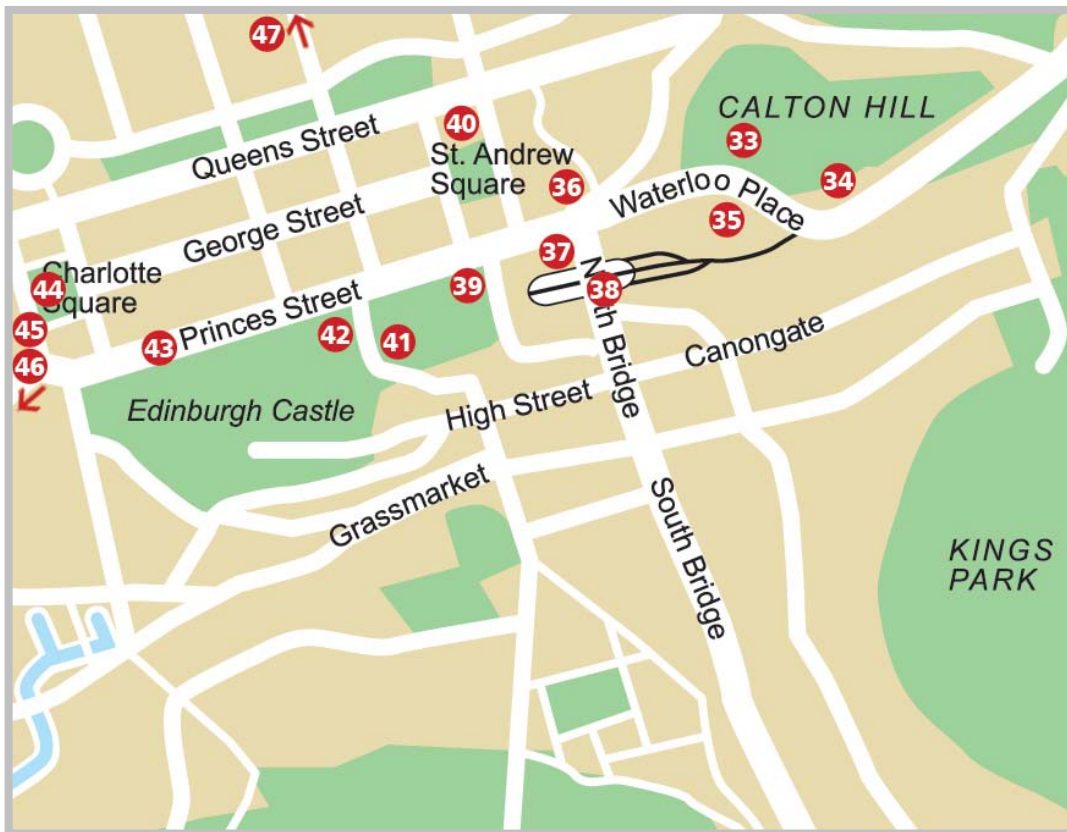 47
40
Queens Street
St. Andrew
Square
CALTON HILL
33
34
36
Waterloo Place
35
George Street
37
38
39
Charlotte
Square
44
45
46
Princes Street
43
42
41
North Bridge
Canongate
Edinburgh Castle
High Street
Grassmarket
South Bridge
KINGS
PARK